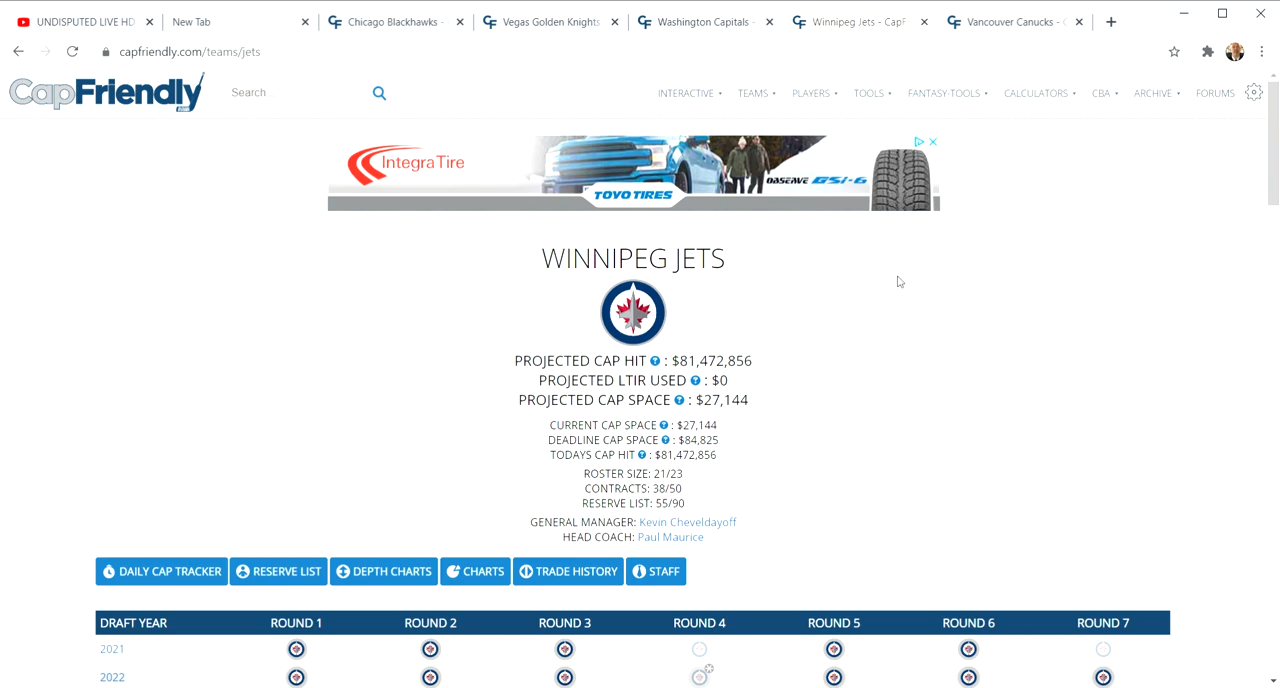 UNDISPUTED LIVE HD
New Tab
Chicago Blackhawks -
Vegas Golden Knights
Washington Capitals -
Winnipeg Jets - CapF
Vancouver Canucks -
capfriendly.com/teams/jets
CapFriendly
Search
INTERACTIVE
TEAMS
PLAYERS
TOOLS
FANTASY-TOOLS
CALCULATORS
CBA
ARCHIVE
FORUMS
IntegraTire
OBSERVE GSi-6
TOYO TIRES
WINNIPEG JETS
PROJECTED CAP HIT : $81,472,856
PROJECTED LTIR USED : $0
PROJECTED CAP SPACE : $27,144
CURRENT CAP SPACE : $27,144
DEADLINE CAP SPACE : $84,825
TODAYS CAP HIT : $81,472,856
ROSTER SIZE: 21/23
CONTRACTS: 38/50
RESERVE LIST: 55/90
GENERAL MANAGER: Kevin Cheveldayoff
HEAD COACH: Paul Maurice
DAILY CAP TRACKER
RESERVE LIST
DEPTH CHARTS
CHARTS
TRADE HISTORY
STAFF
DRAFT YEAR ROUND 1 ROUND 2 ROUND 3 ROUND 4 ROUND 5 ROUND 6 ROUND 7
2021
2022